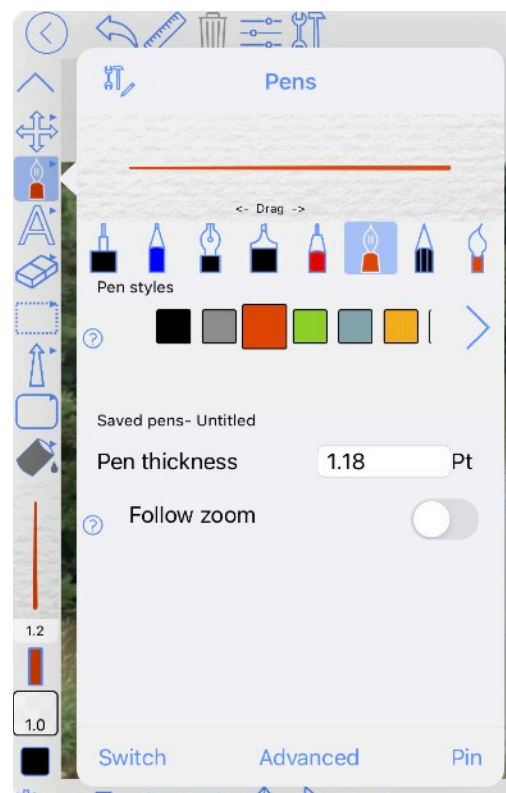 Pens
<- Drag ->
Pen styles
Saved pens- Untitled
Pen thickness 1.18 Pt
? Follow zoom
1.2
1.0
Switch Advanced Pin